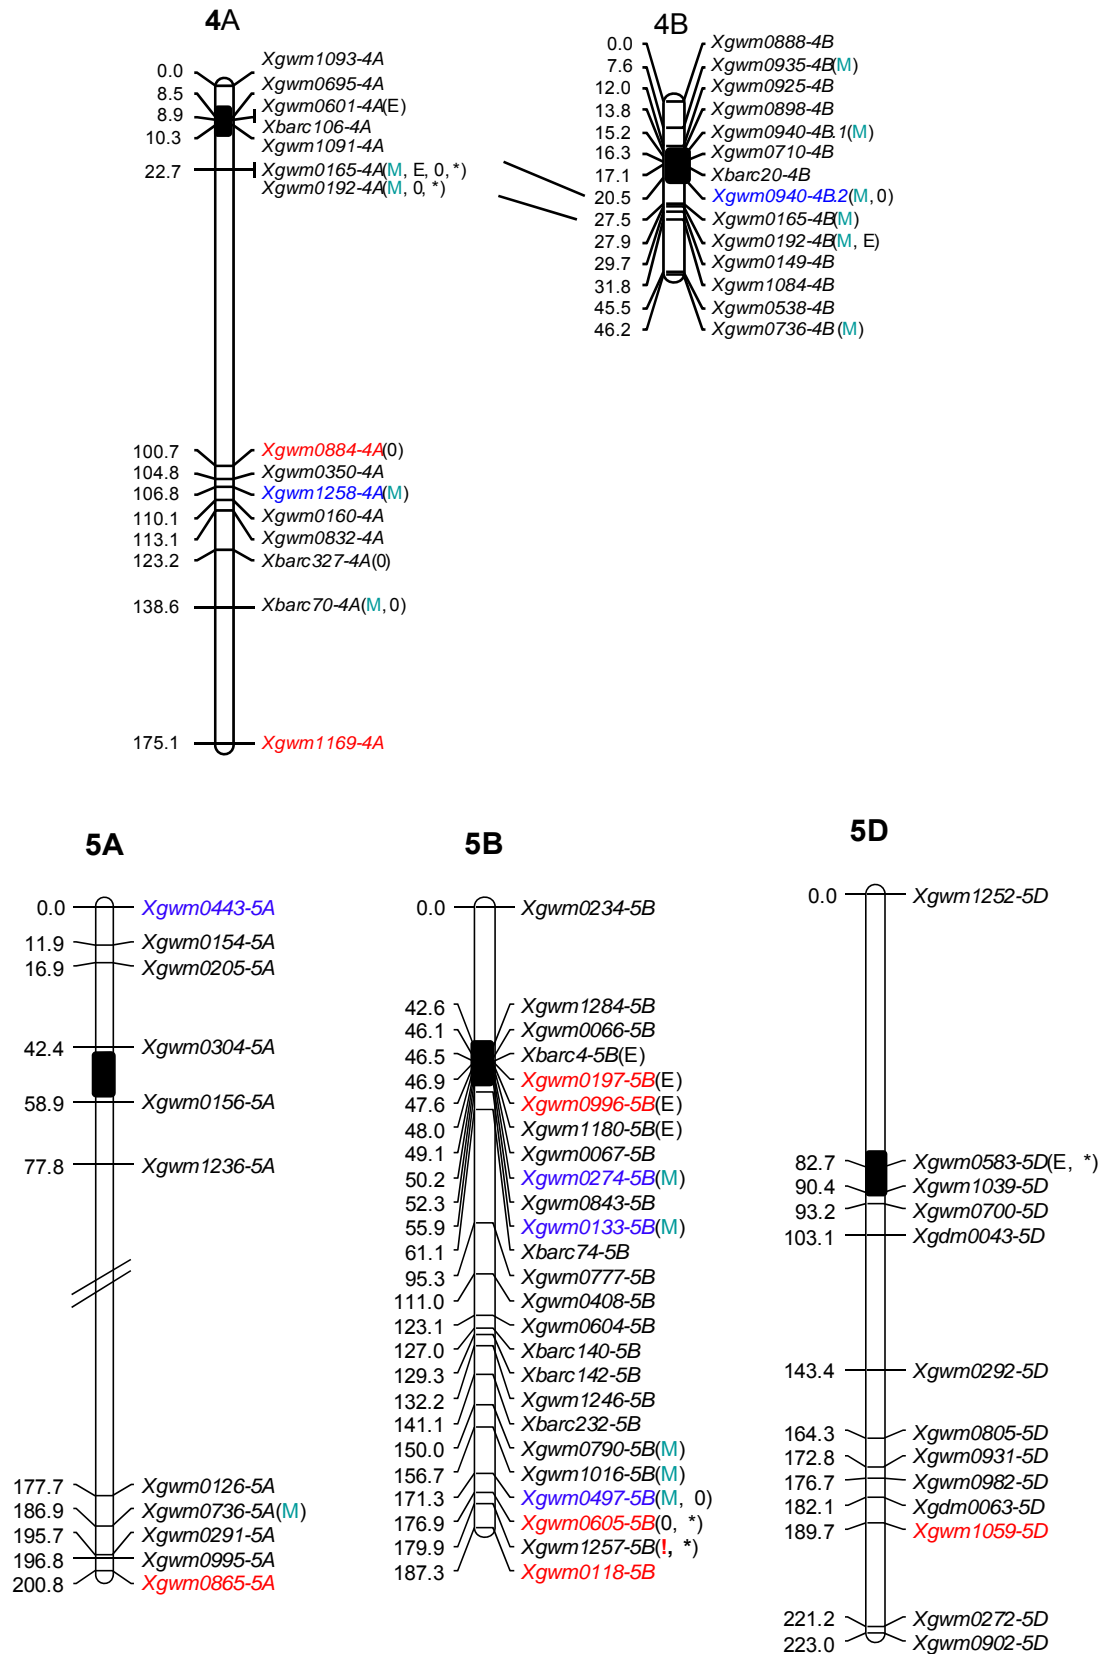 4A
0.0
8.5
8.9
10.3
22.7
100.7
104.8
106.8
110.1
113.1
123.2
138.6
175.1
Xgwm1093-4A
Xgwm0695-4A
Xgwm0601-4A(E)
Xbarc106-4A
Xgwm1091-4A
Xgwm0165-4A(M, E, 0, *)
Xgwm0192-4A(M, 0, *)
Xgwm0884-4A(0)
Xgwm0350-4A
Xgwm1258-4A(M)
Xgwm0160-4A
Xgwm0832-4A
Xbarc327-4A(0)
Xbarc70-4A(M, 0)
Xgwm1169-4A
4B
0.0 Xgwm0888-4B
7.6 Xgwm0935-4B(M)
12.0 Xgwm0925-4B
13.8 Xgwm0898-4B
15.2 Xgwm0940-4B.1(M)
16.3 Xgwm0710-4B
17.1 Xbarc20-4B
20.5 Xgwm0940-4B.2(M, 0)
27.5 Xgwm0165-4B(M)
27.9 Xgwm0192-4B(M, E)
29.7 Xgwm0149-4B
31.8 Xgwm1084-4B
45.5 Xgwm0538-4B
46.2 Xgwm0736-4B(M)
5A
0.0 Xgwm0443-5A
11.9 Xgwm0154-5A
16.9 Xgwm0205-5A
42.4 Xgwm0304-5A
58.9 Xgwm0156-5A
77.8 Xgwm1236-5A
177.7 Xgwm0126-5A
186.9 Xgwm0736-5A(M)
195.7 Xgwm0291-5A
196.8 Xgwm0995-5A
200.8 Xgwm0865-5A
5B
0.0 Xgwm0234-5B
42.6 Xgwm1284-5B
46.1 Xgwm0066-5B
46.5 Xbarc4-5B(E)
46.9 Xgwm0197-5B(E)
47.6 Xgwm0996-5B(E)
48.0 Xgwm1180-5B(E)
49.1 Xgwm0067-5B
50.2 Xgwm0274-5B(M)
52.3 Xgwm0843-5B
55.9 Xgwm0133-5B(M)
61.1 Xbarc74-5B
95.3 Xgwm0777-5B
111.0 Xgwm0408-5B
123.1 Xgwm0604-5B
127.0 Xbarc140-5B
129.3 Xbarc142-5B
132.2 Xgwm1246-5B
141.1 Xbarc232-5B
150.0 Xgwm0790-5B(M)
156.7 Xgwm1016-5B(M)
171.3 Xgwm0497-5B(M, 0)
176.9 Xgwm0605-5B(0, *)
179.9 Xgwm1257-5B(!, *)
187.3 Xgwm0118-5B
5D
0.0 Xgwm1252-5D
82.7 Xgwm0583-5D(E, *)
90.4 Xgwm1039-5D
93.2 Xgwm0700-5D
103.1 Xgdm0043-5D
143.4 Xgwm0292-5D
164.3 Xgwm0805-5D
172.8 Xgwm0931-5D
176.7 Xgwm0982-5D
182.1 Xgdm0063-5D
189.7 Xgwm1059-5D
221.2 Xgwm0272-5D
223.0 Xgwm0902-5D